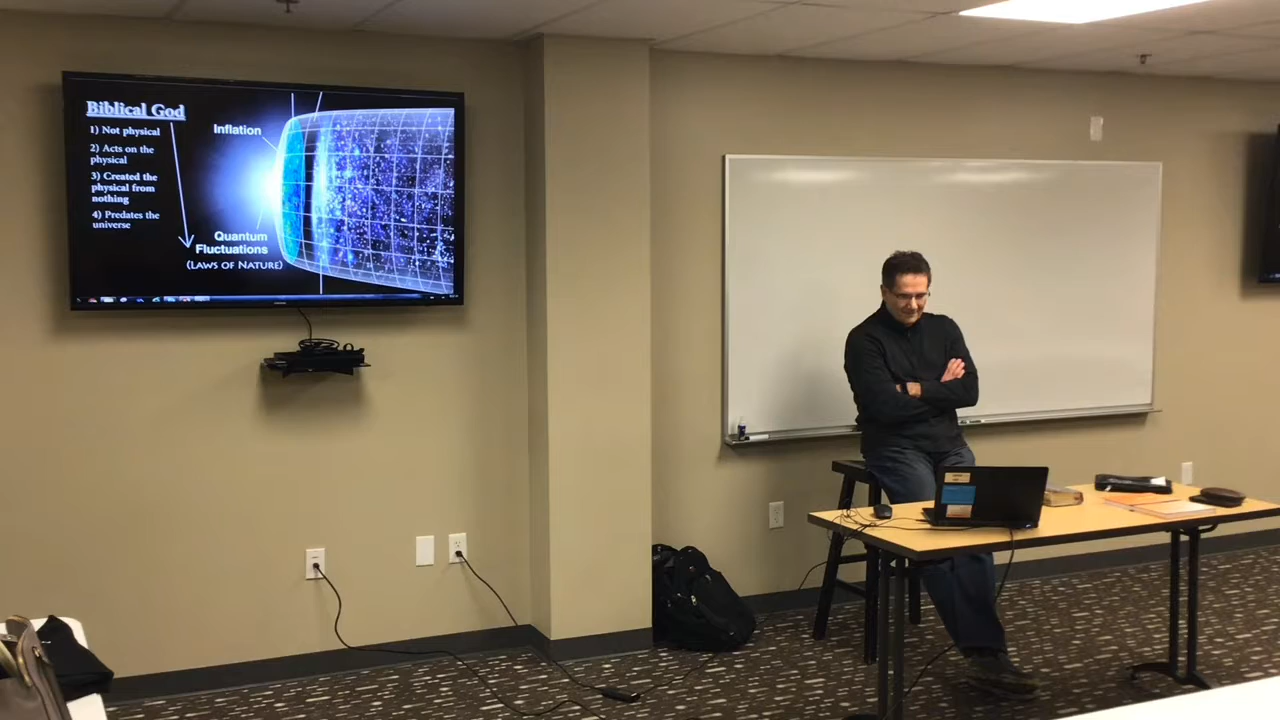 Biblical God
1) Not physical
2) Acts on the
physical
3) Created the
physical from
nothing
4) Predates the
universe
Inflation
Quantum
Fluctuations
(Laws of Nature)